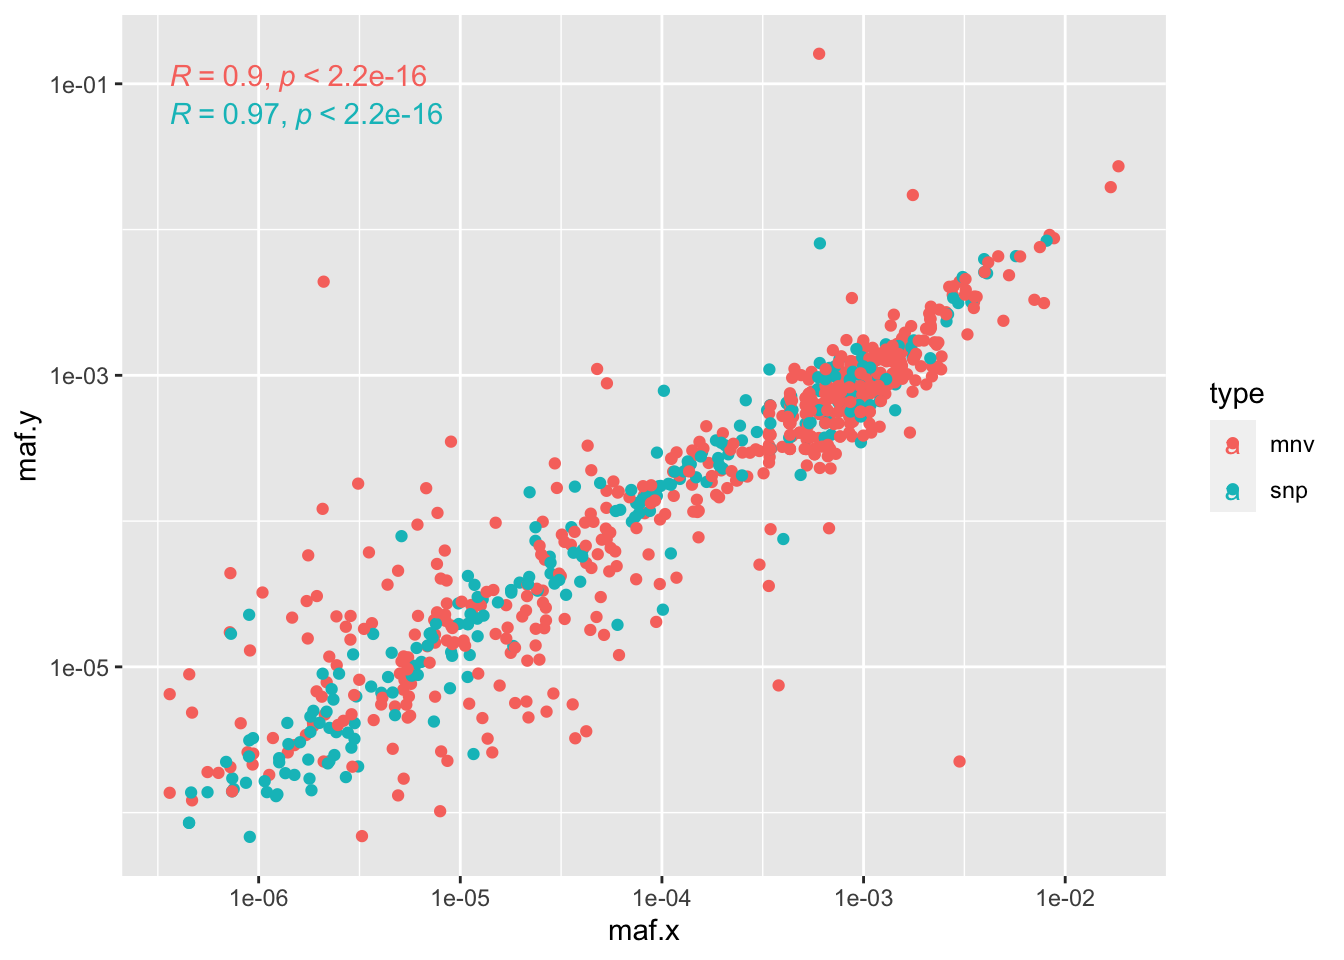 R = 0.9, p < 2.2e-16
R = 0.97, p < 2.2e-16
1e-01
1e-03
1e-05
maf.y
1e-06
1e-05
1e-04
1e-03
1e-02
maf.x
type
a mnv
a snp